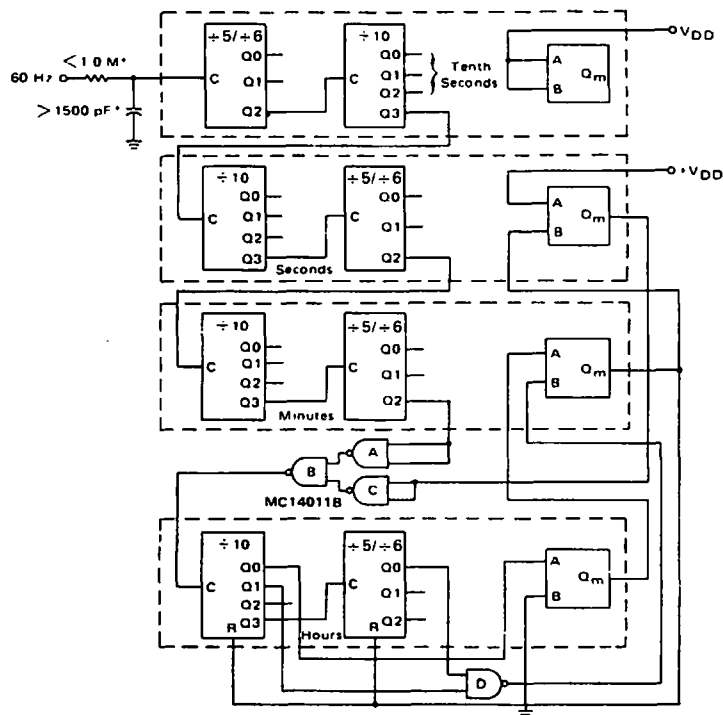 ÷5/÷6
÷10
VDD
Q0
Q0
<1.0 M+
Tenth
Seconds
A
Qm
60 Hz
C
Q1
C
Q1
B
Q2
>1500 pF+
Q2
Q3
+VDD
÷10
÷5/÷6
Q0
Q0
A
Qm
C
Q1
C
Q1
B
Q2
Q3
Q2
Seconds
÷10
÷5/÷6
Q0
Q0
A
Qm
C
Q1
C
Q1
B
Q2
Q3
Q2
Minutes
A
B
C
MC14011B
÷10
÷5/÷6
Q0
Q0
A
Qm
C
Q1
C
Q1
B
Q2
Q3
Q2
R
Hours
R
D